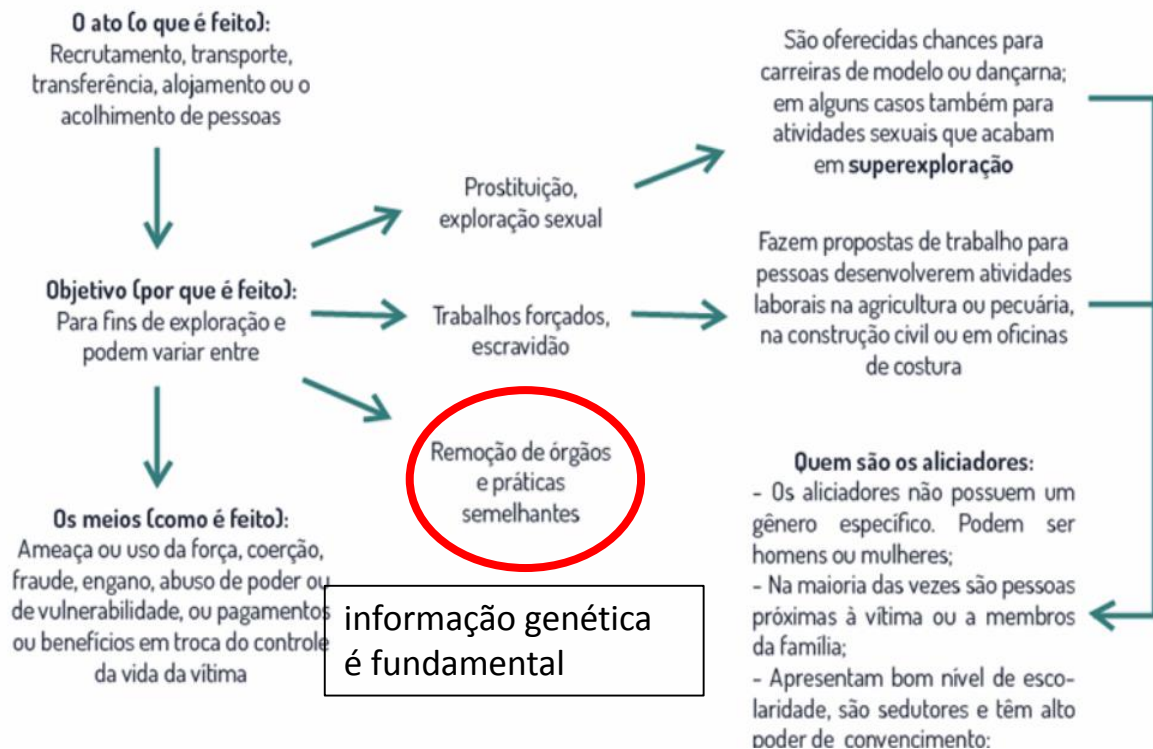 O ato (o que é feito):
Recrutamento, transporte,
transferência, alojamento ou o
acolhimento de pessoas
Objetivo (por que é feito):
Para fins de exploração e
podem variar entre
Os meios (como é feito):
Ameaça ou uso da força, coerção,
fraude, engano, abuso de poder ou
de vulnerabilidade, ou pagamentos
ou benefícios em troca do controle
da vida da vítima
Prostituição,
exploração sexual
Trabalhos forçados,
escravidão
Remoção de órgãos
e práticas
semelhantes
informação genética
é fundamental
São oferecidas chances para
carreiras de modelo ou dançarna;
em alguns casos também para
atividades sexuais que acabam
em superexploração
Fazem propostas de trabalho para
pessoas desenvolverem atividades
laborais na agricultura ou pecuária,
na construção civil ou em oficinas
de costura
Quem são os aliciadores:
- Os aliciadores não possuem um
gênero específico. Podem ser
homens ou mulheres;
- Na maioria das vezes são pessoas
próximas à vítima ou a membros
da família;
- Apresentam bom nível de esco-
laridade, são sedutores e têm alto
poder de convencimento;